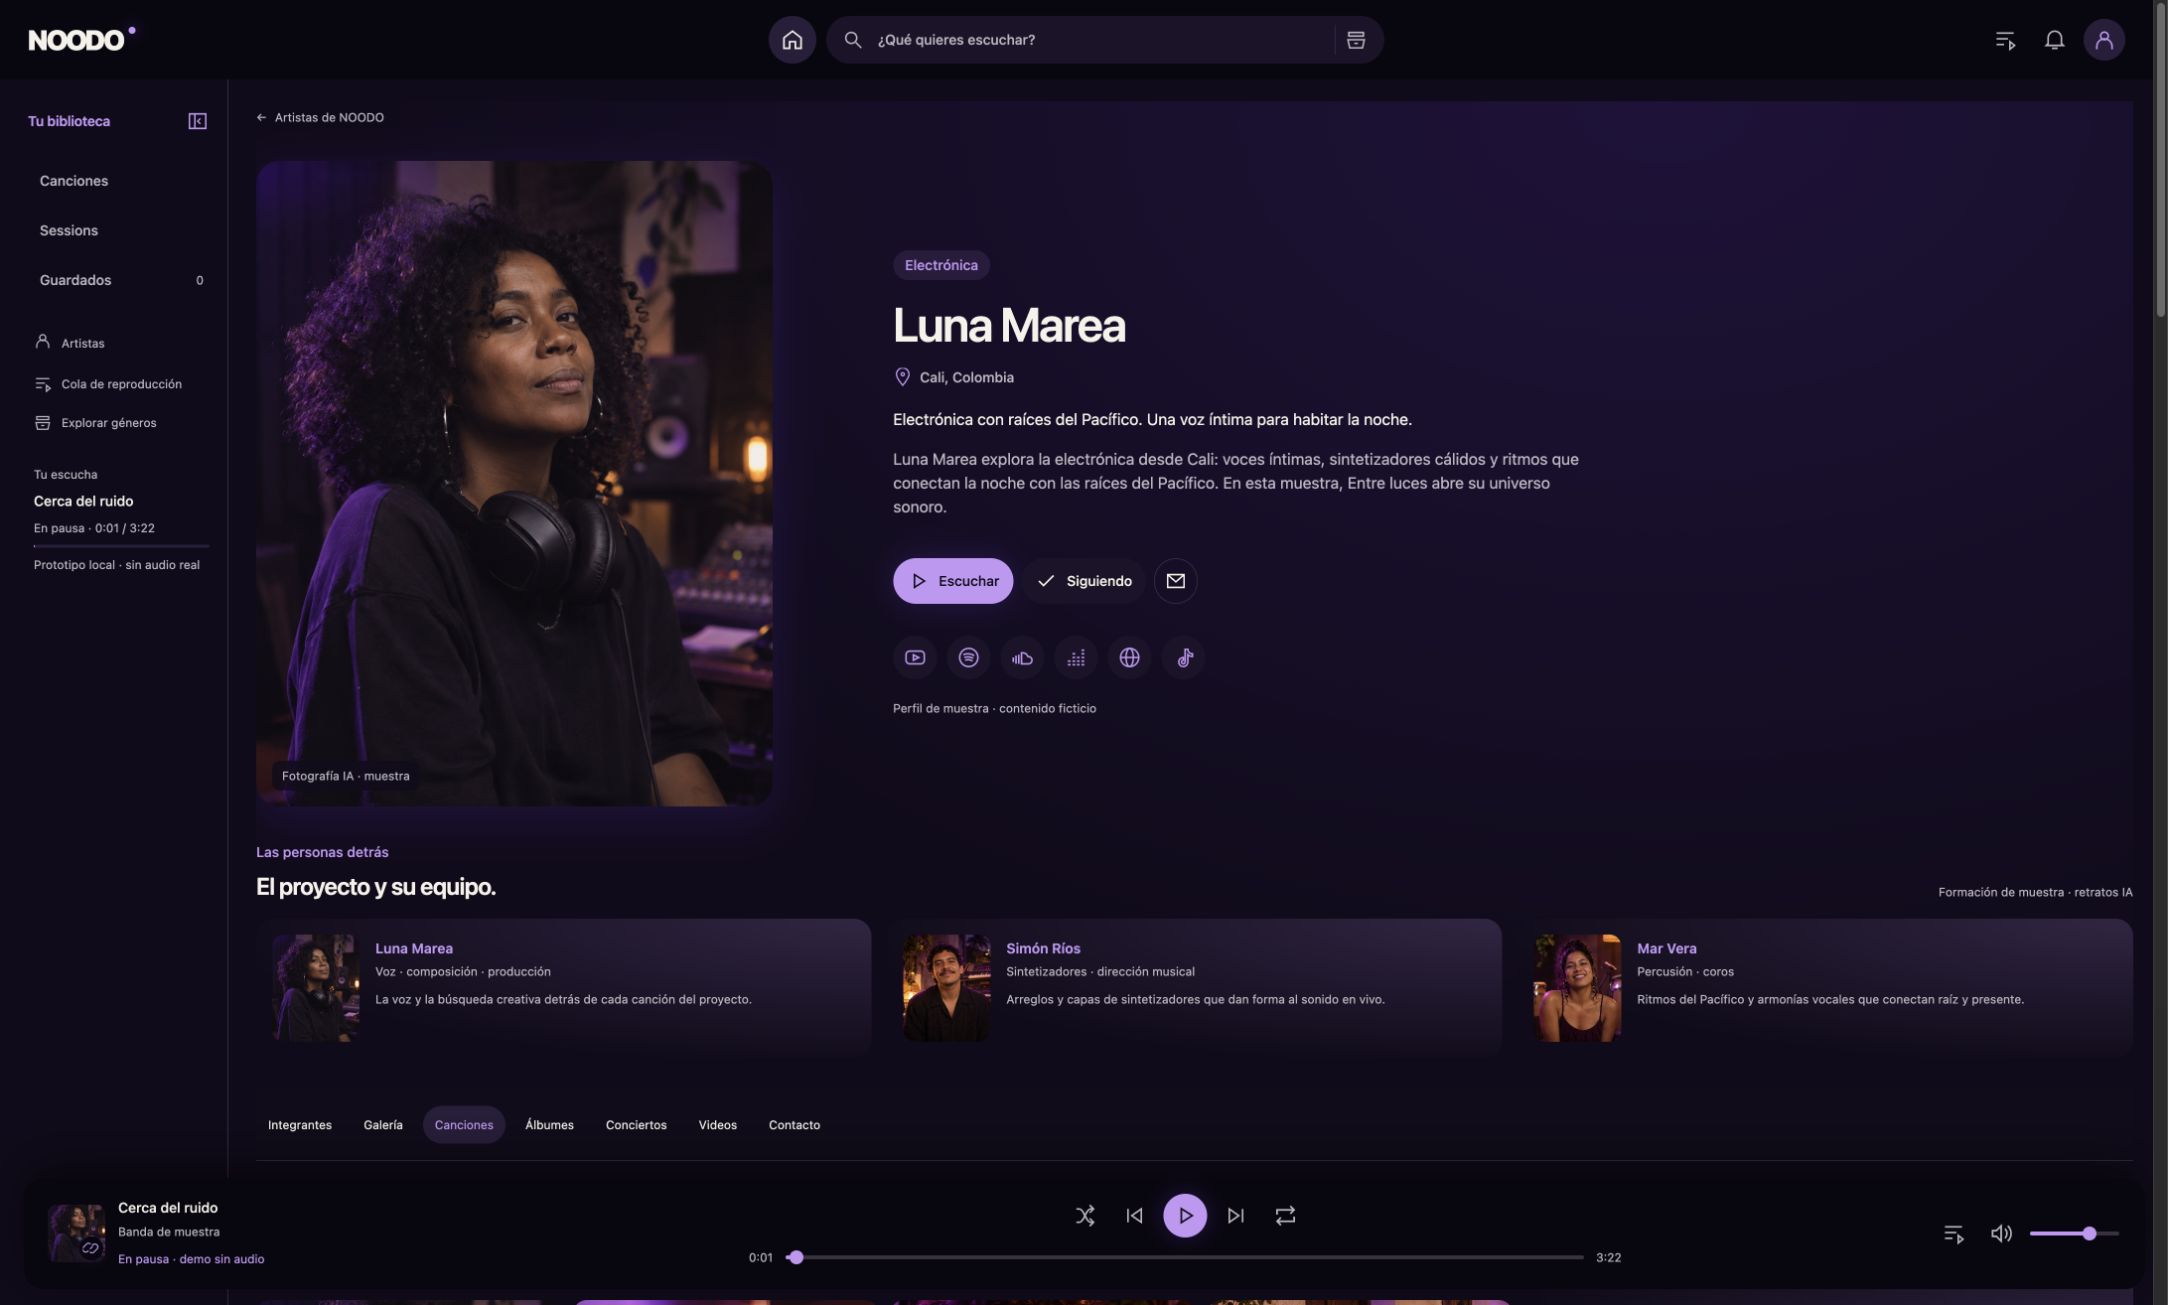 NOODO
¿Qué quieres escuchar?
Tu biblioteca
Canciones
Sessions
Guardados 0
Artistas
Cola de reproducción
Explorar géneros
Tu escucha
Cerca del ruido
En pausa · 0:01 / 3:22
Prototipo local · sin audio real
← Artistas de NOODO
Fotografía IA · muestra
Electrónica
Luna Marea
Cali, Colombia
Electrónica con raíces del Pacífico. Una voz íntima para habitar la noche.
Luna Marea explora la electrónica desde Cali: voces íntimas, sintetizadores cálidos y ritmos que
conectan la noche con las raíces del Pacífico. En esta muestra, Entre luces abre su universo
sonoro.
Escuchar
Siguiendo
Perfil de muestra · contenido ficticio
Las personas detrás
El proyecto y su equipo.
Formación de muestra · retratos IA
Luna Marea
Voz · composición · producción
La voz y la búsqueda creativa detrás de cada canción del proyecto.
Simón Ríos
Sintetizadores · dirección musical
Arreglos y capas de sintetizadores que dan forma al sonido en vivo.
Mar Vera
Percusión · coros
Ritmos del Pacífico y armonías vocales que conectan raíz y presente.
Integrantes Galería Canciones Álbumes Conciertos Videos Contacto
Cerca del ruido
Banda de muestra
En pausa · demo sin audio
0:01 3:22